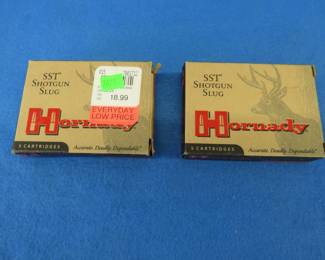 SST
SHOTGUN
SLUG
18.99
EVERYDAY
LOW PRICE
Hornady
5 CARTRIDGES
Accurate. Deadly. Dependable.
SST
SHOTGUN
SLUG
Hornady
5 CARTRIDGES
Accurate. Deadly. Dependable.